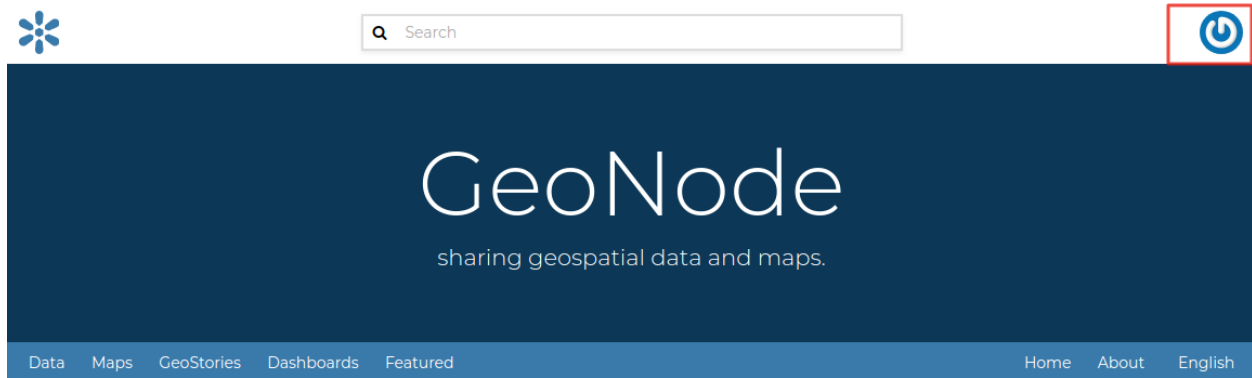 Search
GeoNode
sharing geospatial data and maps.
Data Maps GeoStories Dashboards Featured Home About English